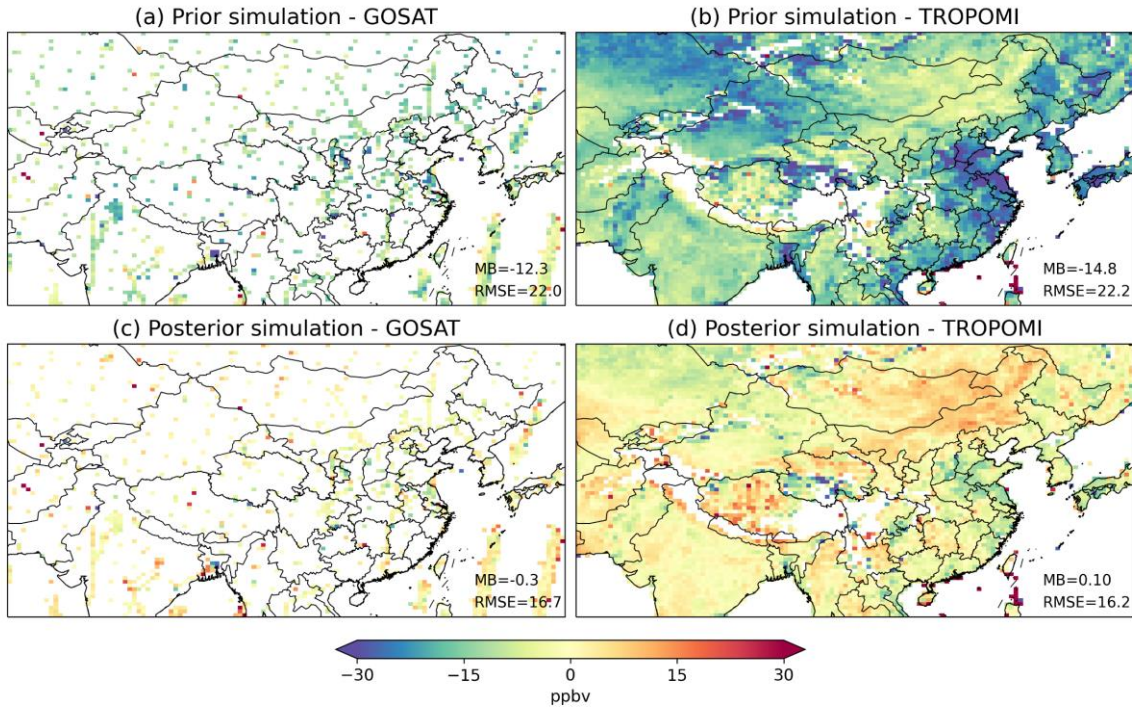 (a) Prior simulation - GOSAT
(b) Prior simulation - TROPOMI
MB=-12.3
RMSE=22.0
MB=-14.8
RMSE=22.2
(c) Posterior simulation - GOSAT
(d) Posterior simulation - TROPOMI
MB=-0.3
RMSE=16.7
MB=0.10
RMSE=16.2
−30 −15 0 15 30
ppbv